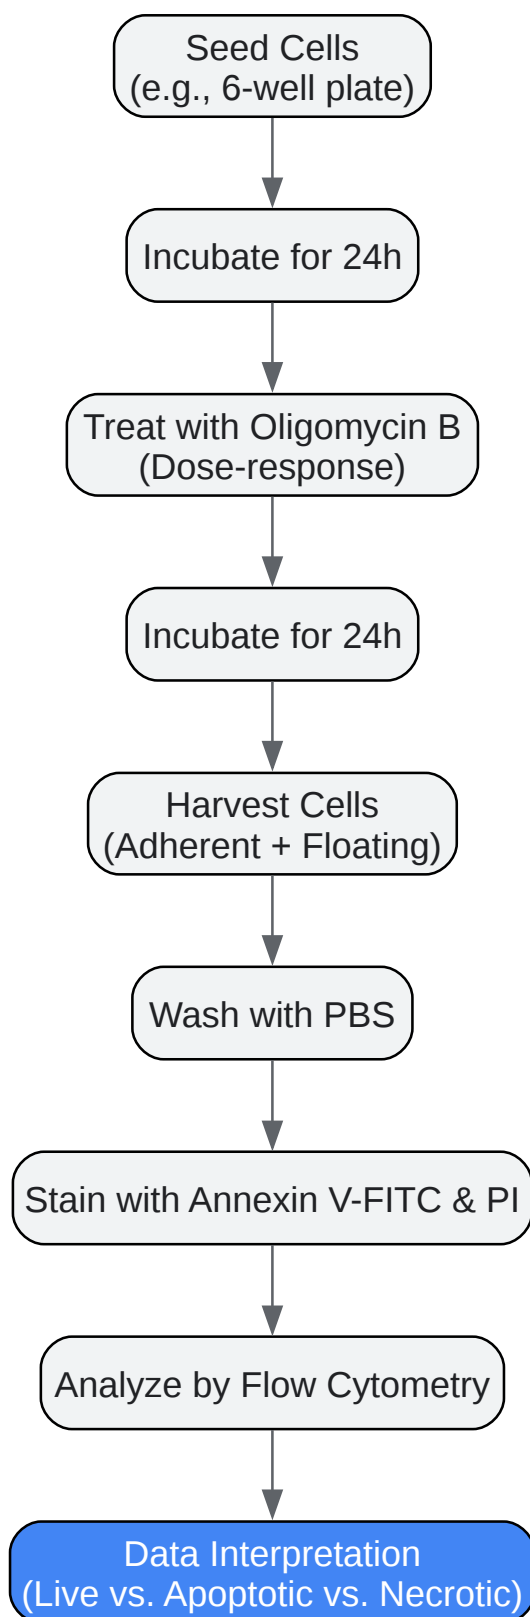 Seed Cells
(e.g., 6-well plate)
Incubate for 24h
Treat with Oligomycin B
(Dose-response)
Incubate for 24h
Harvest Cells
(Adherent + Floating)
Wash with PBS
Stain with Annexin V-FITC & PI
Analyze by Flow Cytometry
Data Interpretation
(Live vs. Apoptotic vs. Necrotic)